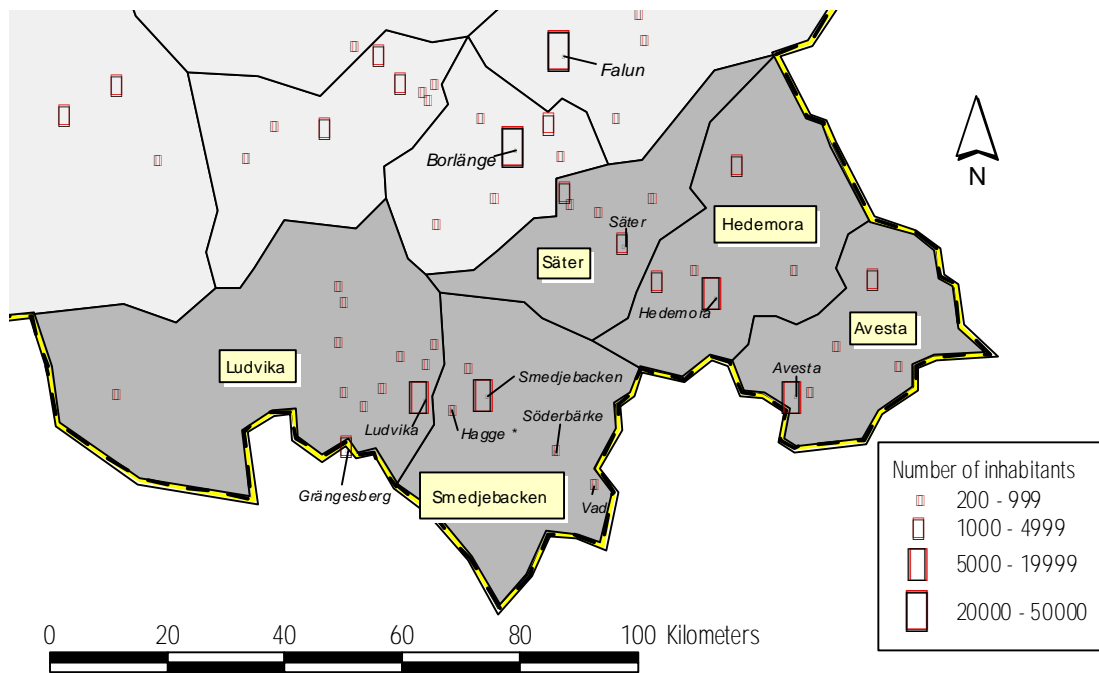 Falun
Borlänge
N
Säter
Hedemora
Säter
Hedemola
Avesta
Ludvika
Avesta
Smedjebacken
Söderbärke
Ludvika
Hagge *
Grängesberg
Smedjebacken
Vad
Number of inhabitants
200 - 999
1000 - 4999
5000 - 19999
20000 - 50000
0 20 40 60 80 100 Kilometers